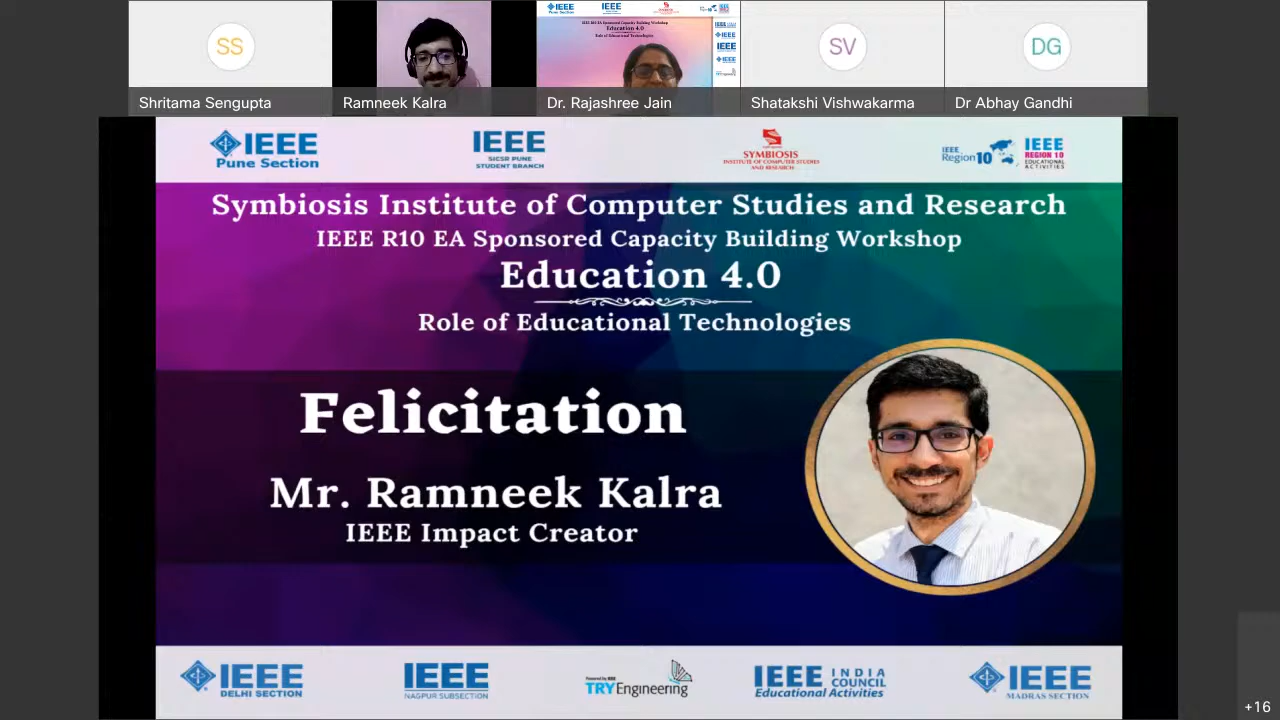 SS
SV
DG
Shritama Sengupta
Ramneek Kalra
Dr. Rajashree Jain
Shatakshi Vishwakarma
Dr Abhay Gandhi
IEEE
Pune Section
IEEE
SICSR PUNE
STUDENT BRANCH
SYMBIOSIS
INSTITUTE OF COMPUTER STUDIES
AND RESEARCH
IEEE
Region 10
IEEE
REGION 10
EDUCATIONAL
ACTIVITIES
Symbiosis Institute of Computer Studies and Research
IEEE R10 EA Sponsored Capacity Building Workshop
Education 4.0
Role of Educational Technologies
Felicitation
Mr. Ramneek Kalra
IEEE Impact Creator
IEEE
DELHI SECTION
IEEE
NAGPUR SUBSECTION
Powered by IEEE
TRYEngineering
IEEE INDIA COUNCIL
Educational Activities
IEEE
MADRAS SECTION
+16